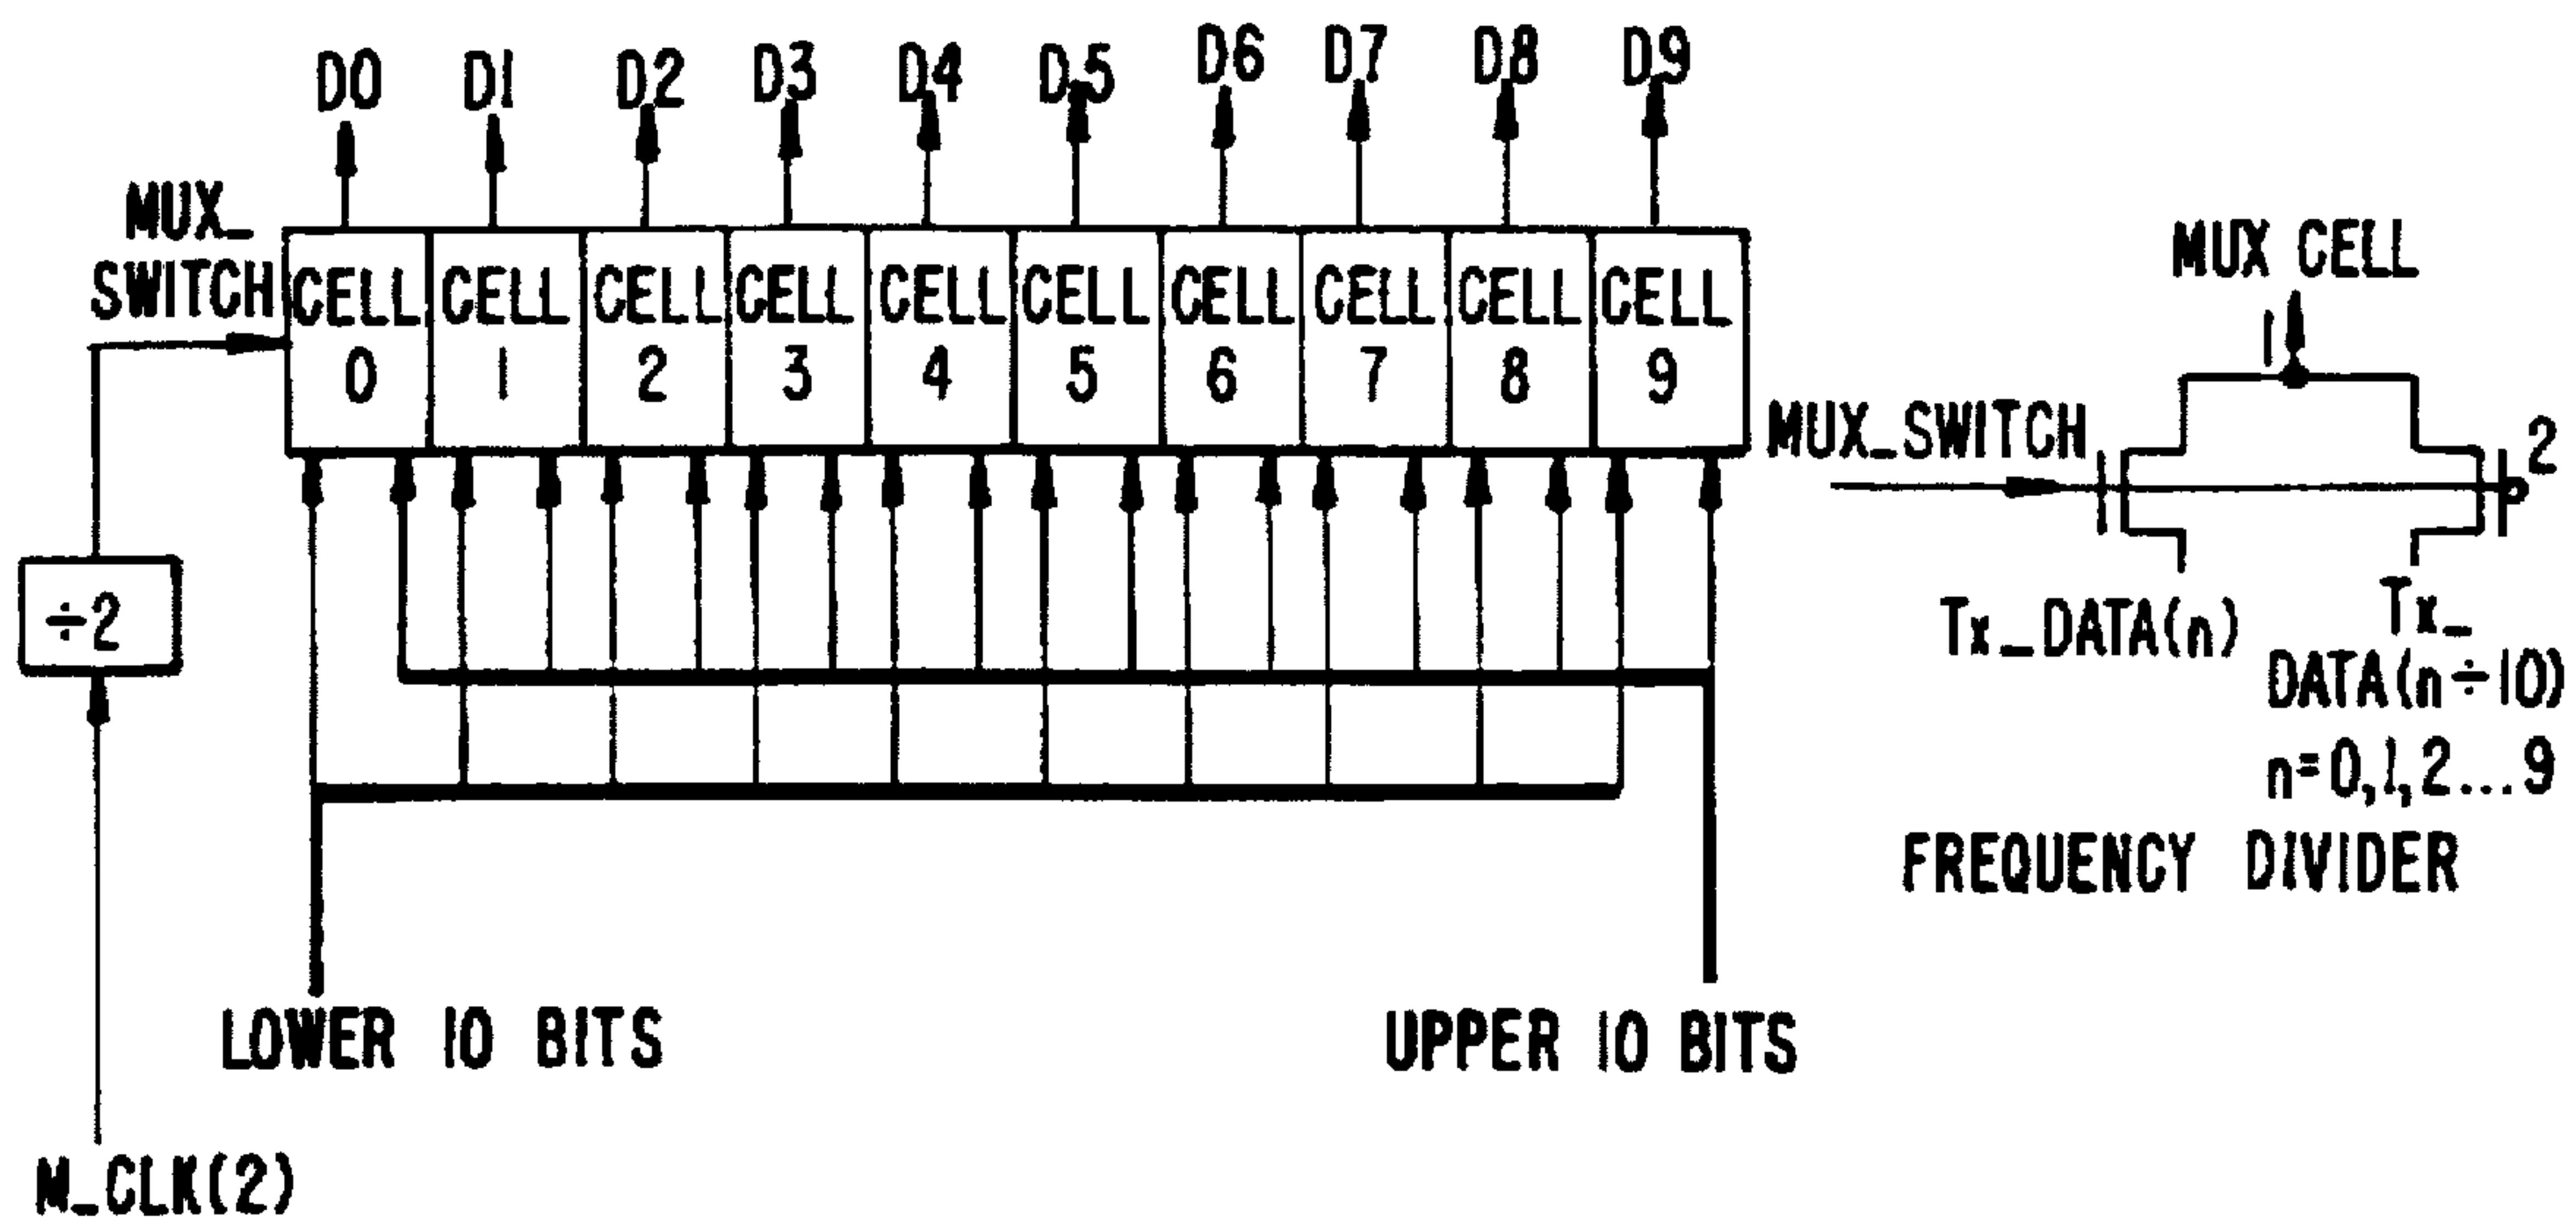 D0 D1 D2 D3 D4 D5 D6 D7 D8 D9
MUX_
SWITCH
CELL CELL CELL CELL CELL CELL CELL CELL CELL CELL
0 1 2 3 4 5 6 7 8 9
÷2
LOWER 10 BITS
UPPER 10 BITS
M_CLK(2)
MUX CELL
1
MUX_SWITCH
2
Tx_DATA(n)
Tx_
DATA(n÷10)
n=0,1,2...9
FREQUENCY DIVIDER